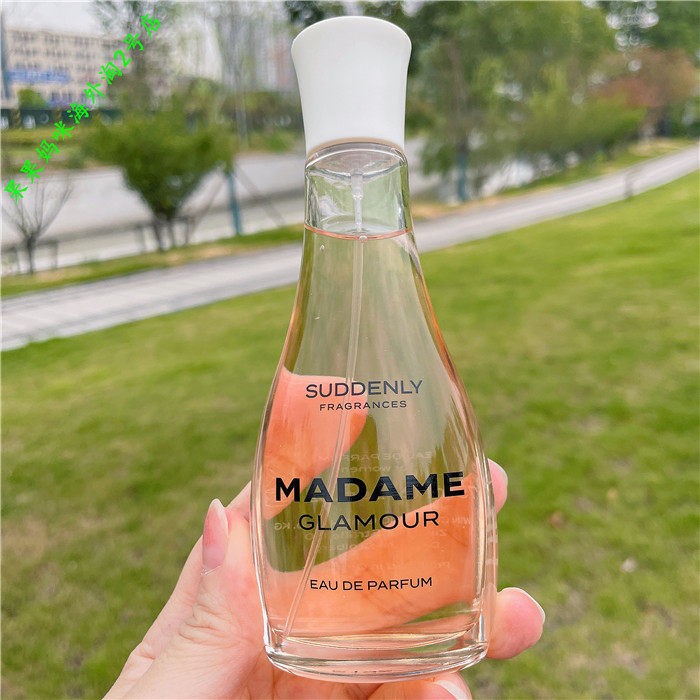 果果妈咪海外淘2号店
SUDDENLY
FRAGRANCES
MADAME
GLAMOUR
EAU DE PARFUM